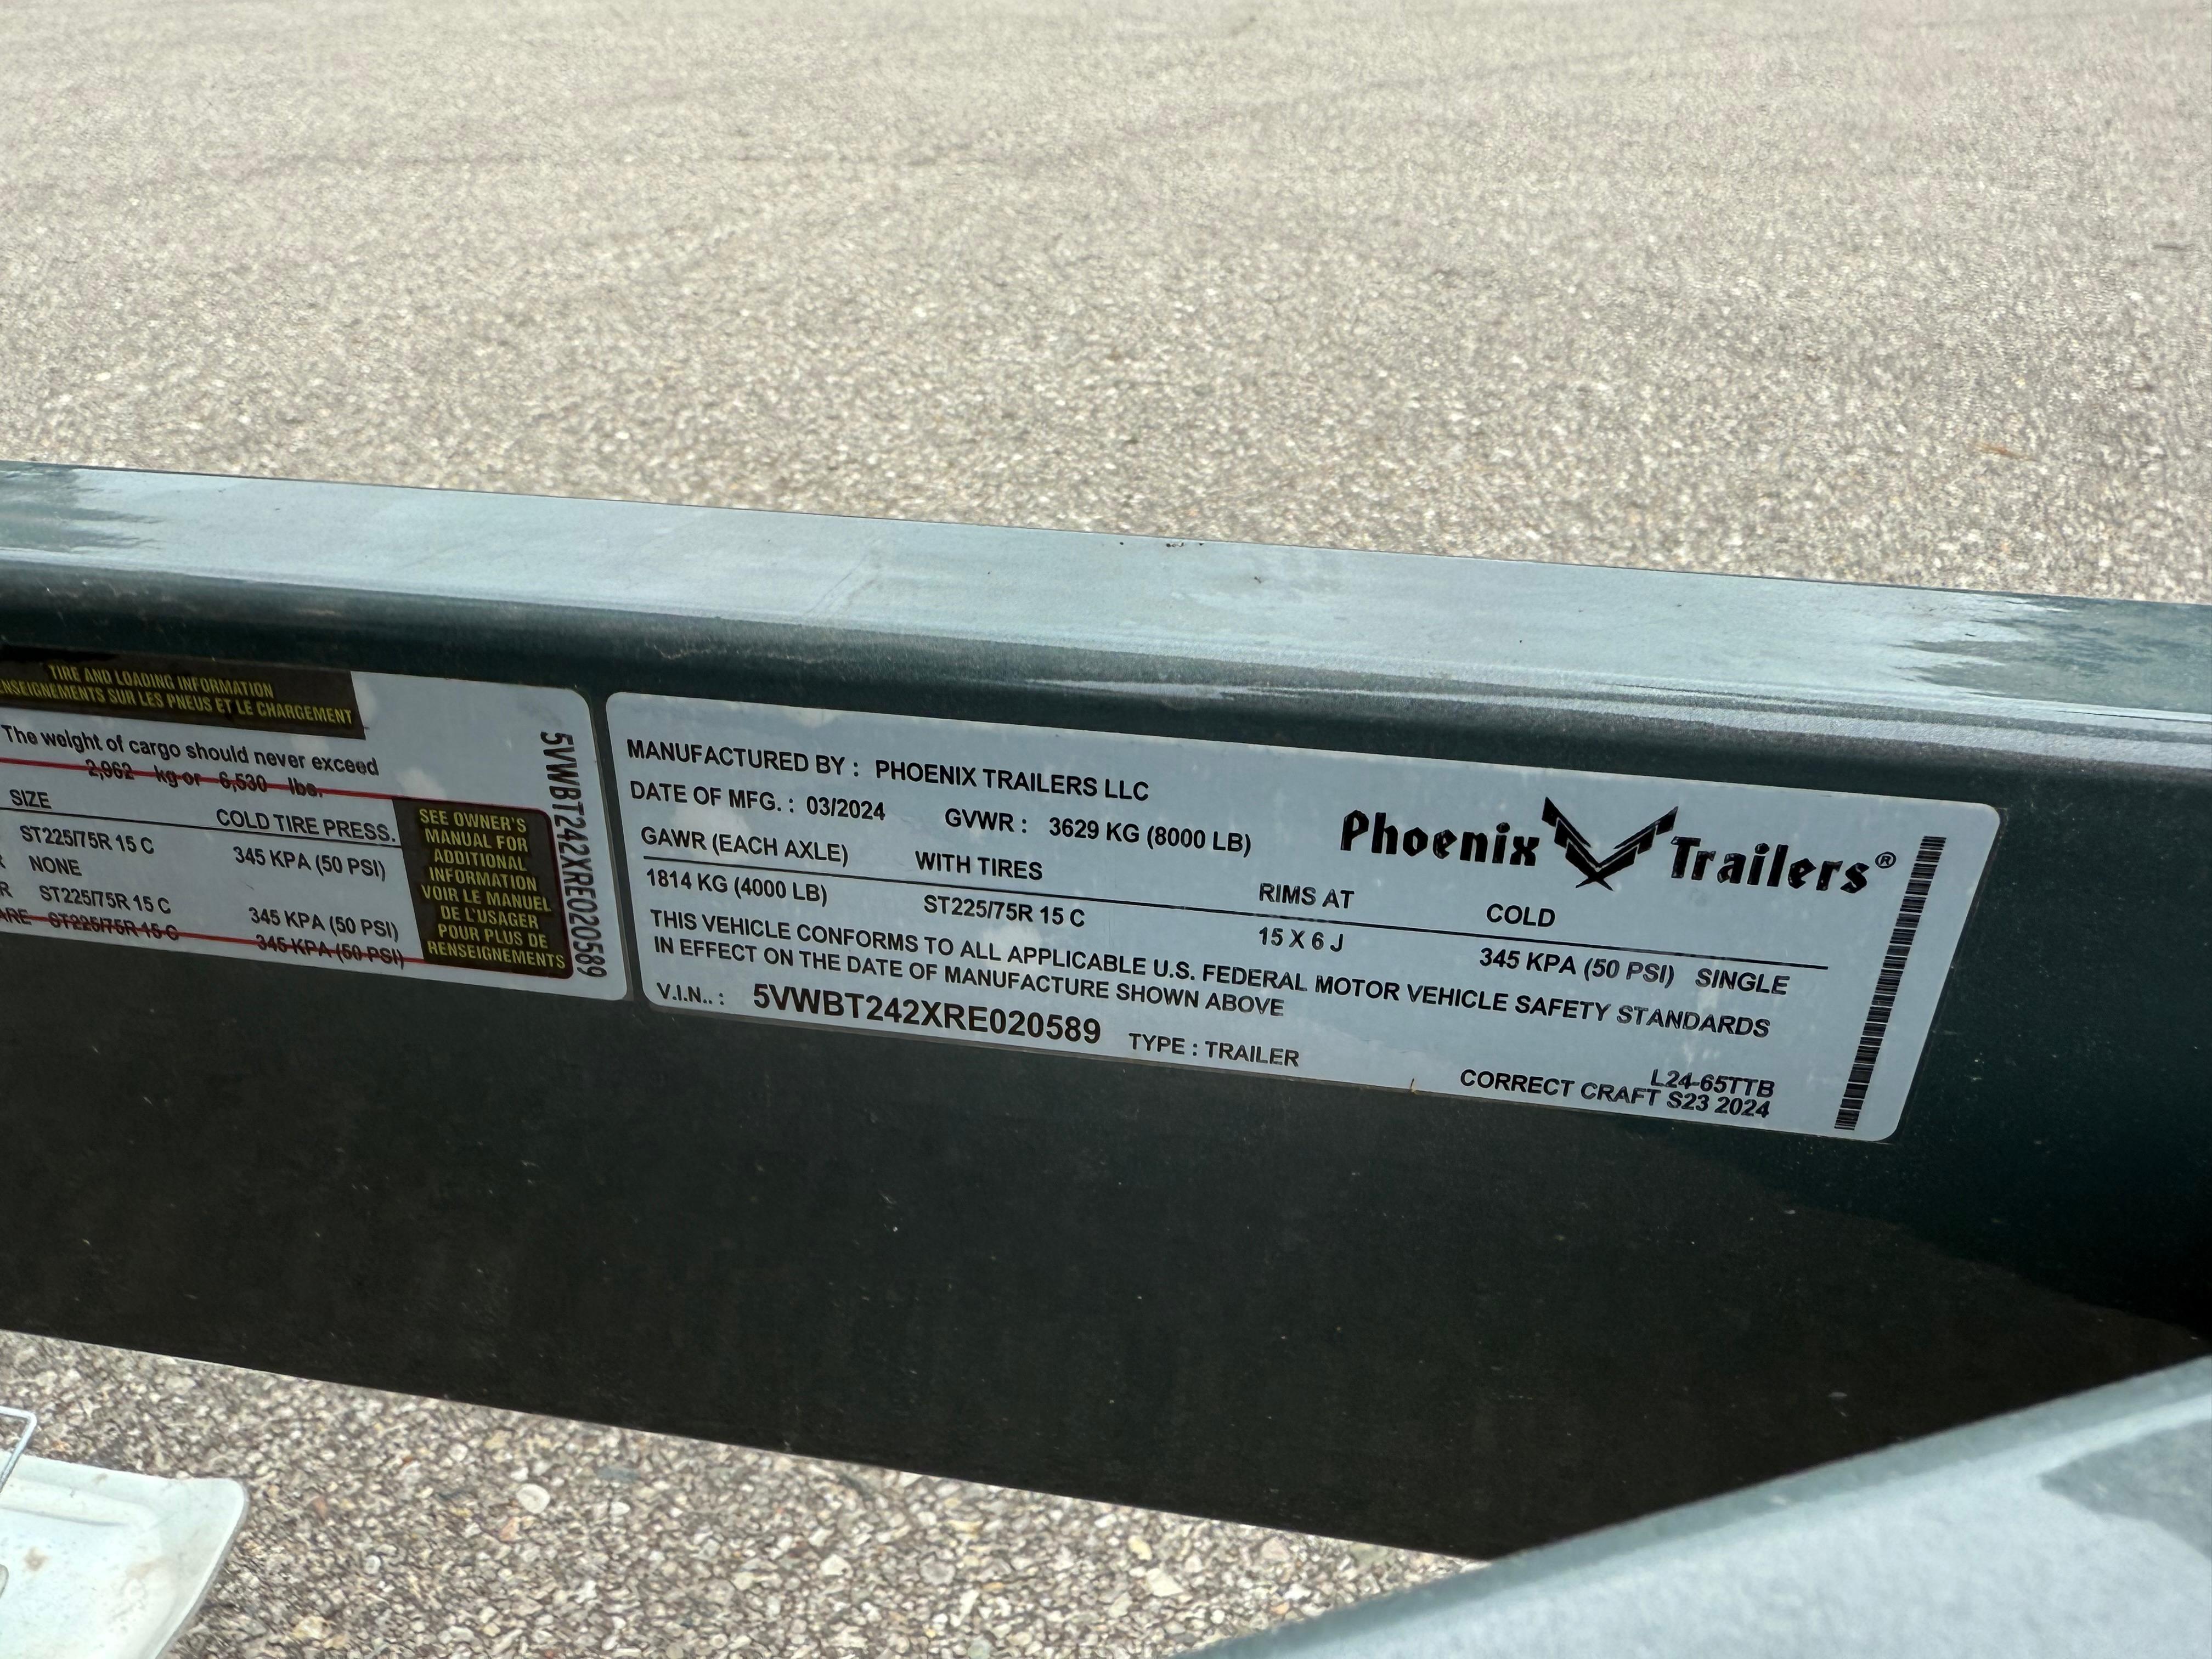 TIRE AND LOADING INFORMATION
SUR LES PNEUS ET LE CHARGEMENT
The weight of cargo should never exceed
2,962 kg or 6,530 lbs.
SIZE COLD TIRE PRESS.
ST225/75R 15 C 345 KPA (50 PSI)
NONE
ST225/75R 15 C 345 KPA (50 PSI)
ST225/75R 15 C 345 KPA (50 PSI)
SEE OWNER'S
MANUAL FOR
ADDITIONAL
INFORMATION
VOIR LE MANUEL
DE L'USAGER
POUR PLUS DE
RENSEIGNEMENTS
5VWBT242XRE020589
MANUFACTURED BY : PHOENIX TRAILERS LLC
DATE OF MFG. : 03/2024 GVWR : 3629 KG (8000 LB)
Phoenix Trailers®
GAWR (EACH AXLE) WITH TIRES RIMS AT COLD
1814 KG (4000 LB) ST225/75R 15 C 15 X 6 J 345 KPA (50 PSI) SINGLE
THIS VEHICLE CONFORMS TO ALL APPLICABLE U.S. FEDERAL MOTOR VEHICLE SAFETY STANDARDS
IN EFFECT ON THE DATE OF MANUFACTURE SHOWN ABOVE
V.I.N.. : 5VWBT242XRE020589 TYPE : TRAILER
L24-65TTB
CORRECT CRAFT S23 2024